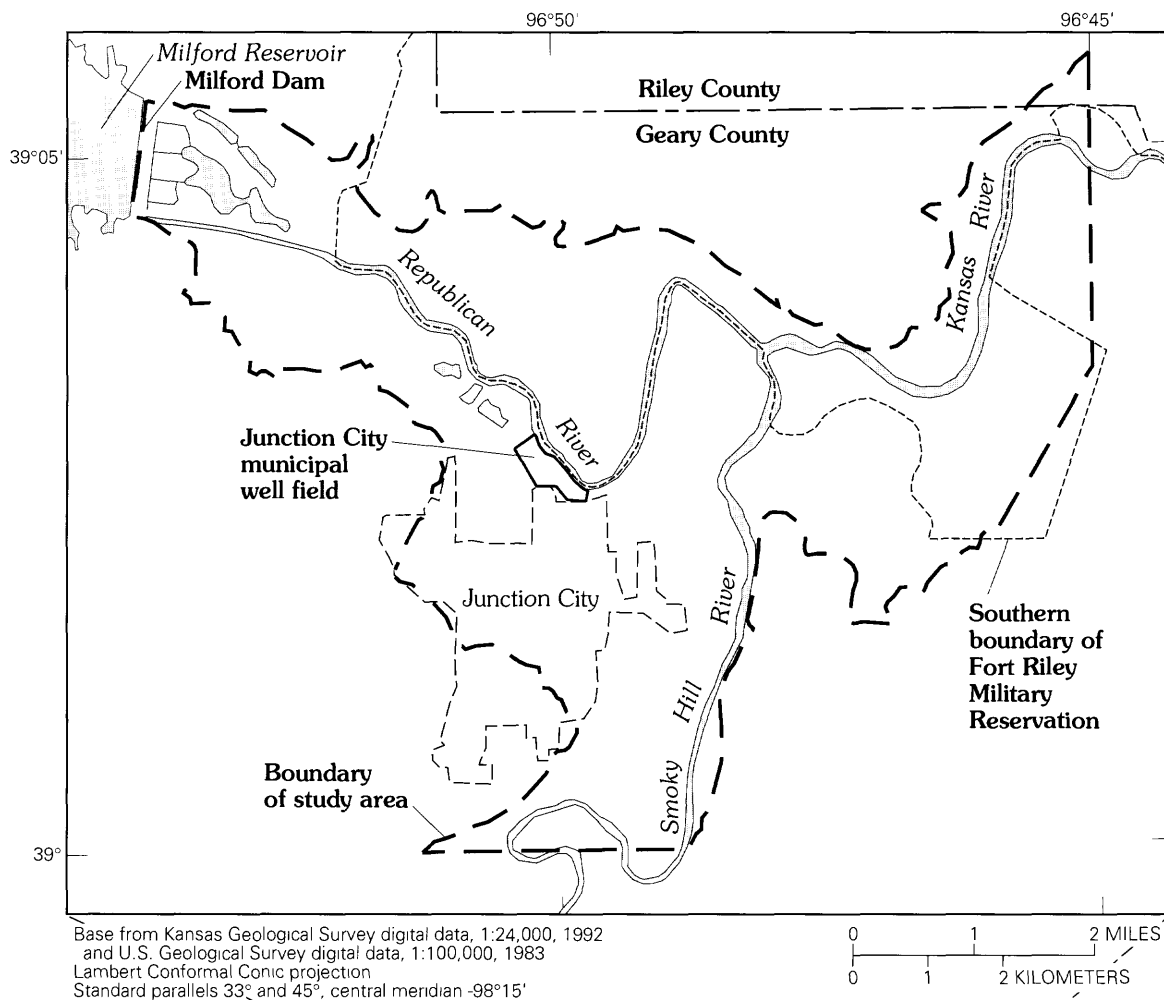 96°50'
96°45'
Milford Reservoir
Milford Dam
Riley County
Geary County
39°05'
Kansas River
Republican
River
Junction City
municipal
well field
Junction City
Smoky Hill River
Southern
boundary of
Fort Riley
Military
Reservation
Boundary
of study area
39°
Base from Kansas Geological Survey digital data, 1:24,000, 1992
and U.S. Geological Survey digital data, 1:100,000, 1983
Lambert Conformal Conic projection
Standard parallels 33° and 45°, central meridian -98°15'
0 1 2 MILES
0 1 2 KILOMETERS